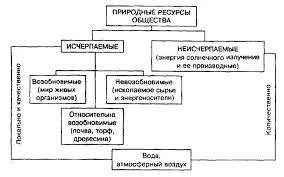 ПРИРОДНЫЕ РЕСУРСЫ
ОБЩЕСТВА
ИСЧЕРПАЕМЫЕ
НЕИСЧЕРПАЕМЫЕ
(энергия солнечного излучения
и ее производные)
Возобновимые
(мир живых
организмов)
Невозобновимые
(ископаемое сырье
и энергоносители)
Относительно
возобновимые
(почва, торф,
древесина)
Локально и качественно
Количественно
Вода,
атмосферный воздух